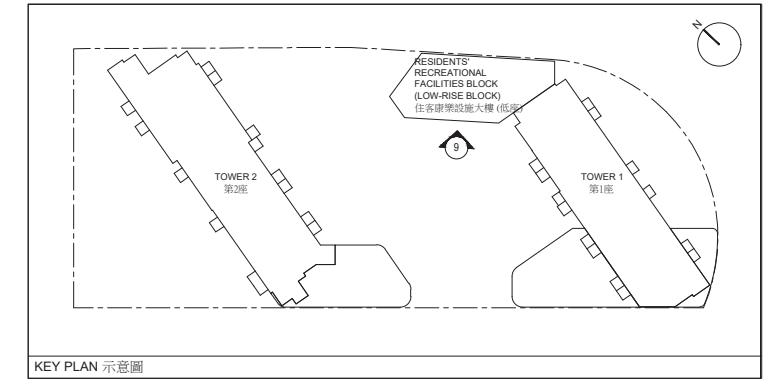 N
RESIDENTS'
RECREATIONAL
FACILITIES BLOCK
(LOW-RISE BLOCK)
住客康樂設施大樓 (低座)
9
TOWER 2
第2座
TOWER 1
第1座
KEY PLAN 示意圖